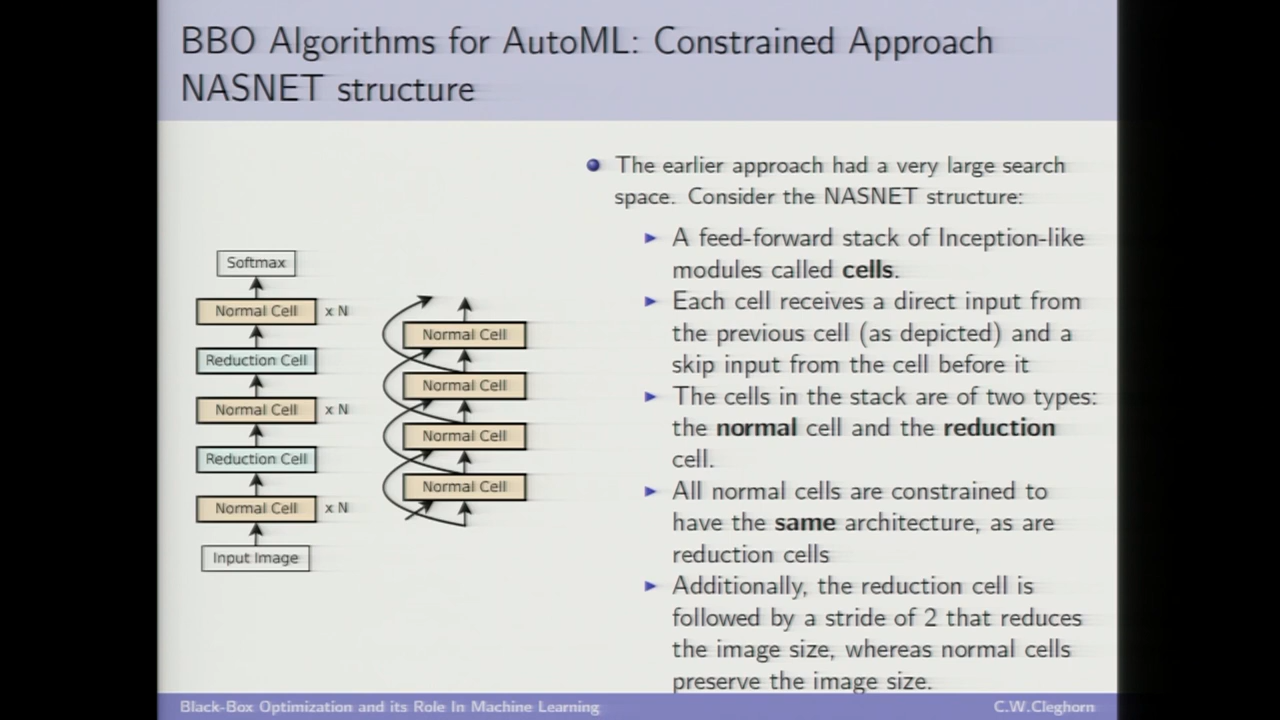 BBO Algorithms for AutoML: Constrained Approach
NASNET structure
Softmax
Normal Cell x N
Reduction Cell
Normal Cell x N
Reduction Cell
Normal Cell x N
Input Image
Normal Cell
Normal Cell
Normal Cell
Normal Cell
The earlier approach had a very large search
space. Consider the NASNET structure:
A feed-forward stack of Inception-like
modules called cells.
Each cell receives a direct input from
the previous cell (as depicted) and a
skip input from the cell before it
The cells in the stack are of two types:
the normal cell and the reduction
cell.
All normal cells are constrained to
have the same architecture, as are
reduction cells
Additionally, the reduction cell is
followed by a stride of 2 that reduces
the image size, whereas normal cells
preserve the image size.
Black-Box Optimization and its Role In Machine Learning
C.W.Cleghorn